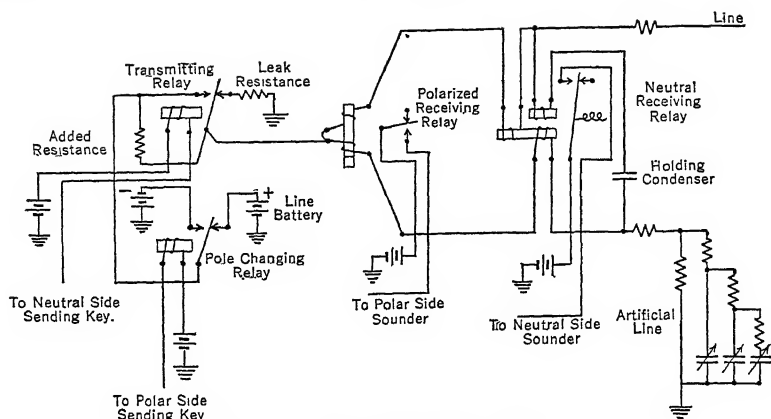 Line
Transmitting
Relay
Leak
Resistance
Polarized
Receiving
Relay
Neutral
Receiving
Relay
Added
Resistance
Holding
Condenser
−
+
Line
Battery
Pole Changing
Relay
To Neutral Side
Sending Key.
To Polar Side
Sounder
To Neutral Side
Sounder
Artificial
Line
To Polar Side
Sending Key